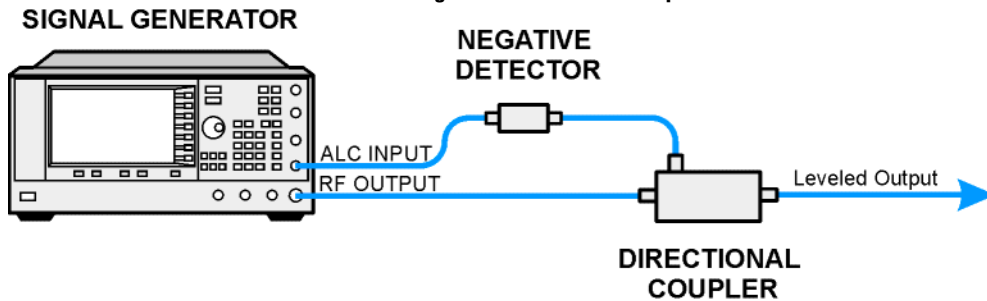 SIGNAL GENERATOR
NEGATIVE
DETECTOR
ALC INPUT
RF OUTPUT
Leveled Output
DIRECTIONAL
COUPLER